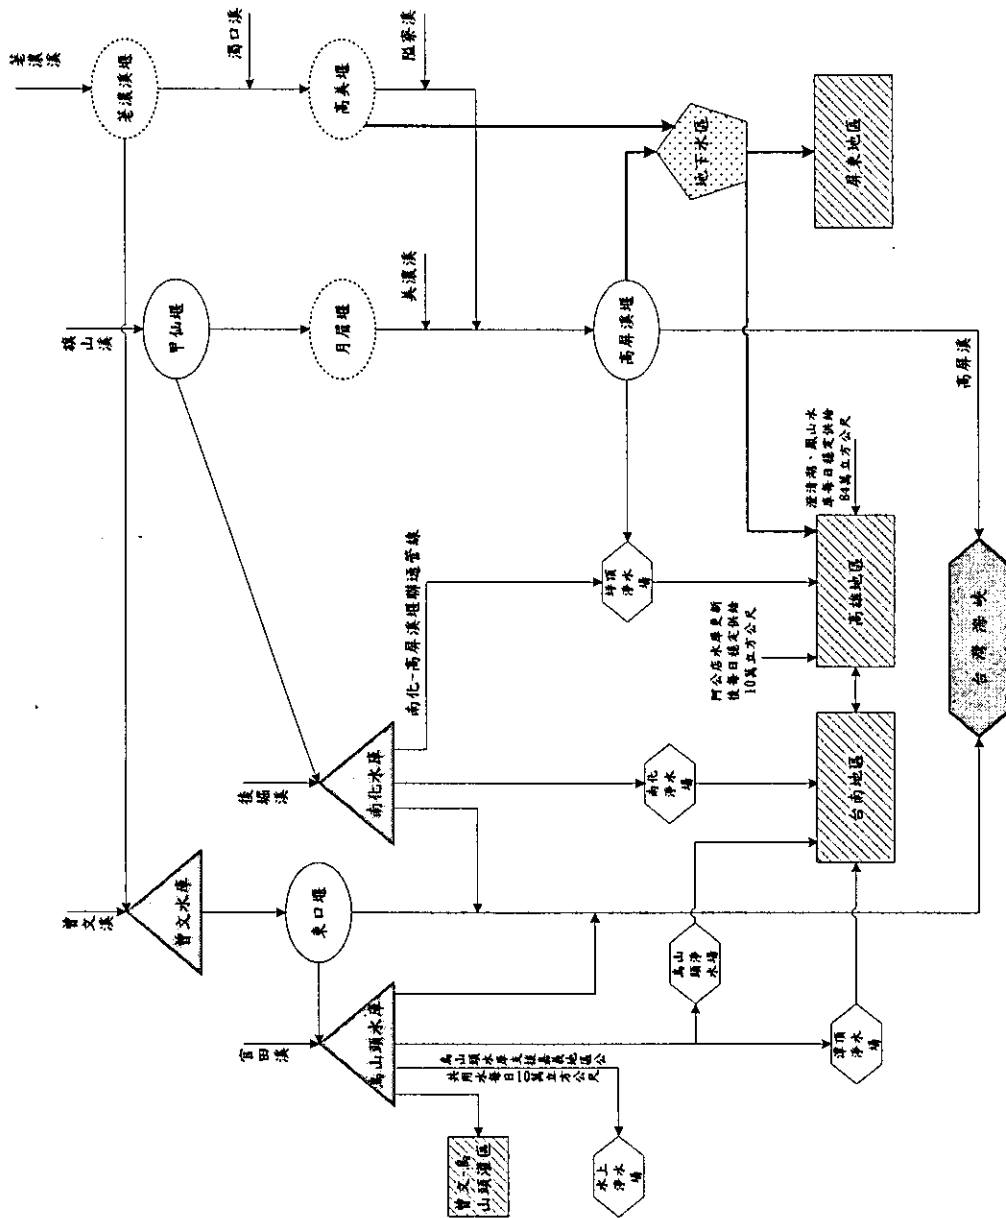 荖濃溪
荖濃溪堰
濁口溪
高美堰
隘寮溪
地下水區
屏東地區
旗山溪
甲仙堰
月眉堰
美濃溪
高屏溪堰
高屏溪
澄清湖、鳳山水
庫每日穩定供給
84萬立方公尺
南化-高屏溪堰聯通管線
坪頂
淨水
場
阿公店水庫更新
後每日穩定供給
10萬立方公尺
高雄地區
台灣海峽
後堀溪
南化水庫
南化
淨水
場
台南地區
曾文溪
曾文水庫
東口堰
烏山
頭淨
水場
官田溪
烏山頭水庫
潭頂
淨水
場
烏山頭水庫支援嘉義地區公
共用水每日10萬立方公尺
曾文-烏
山頭灌區
水上
淨水
場